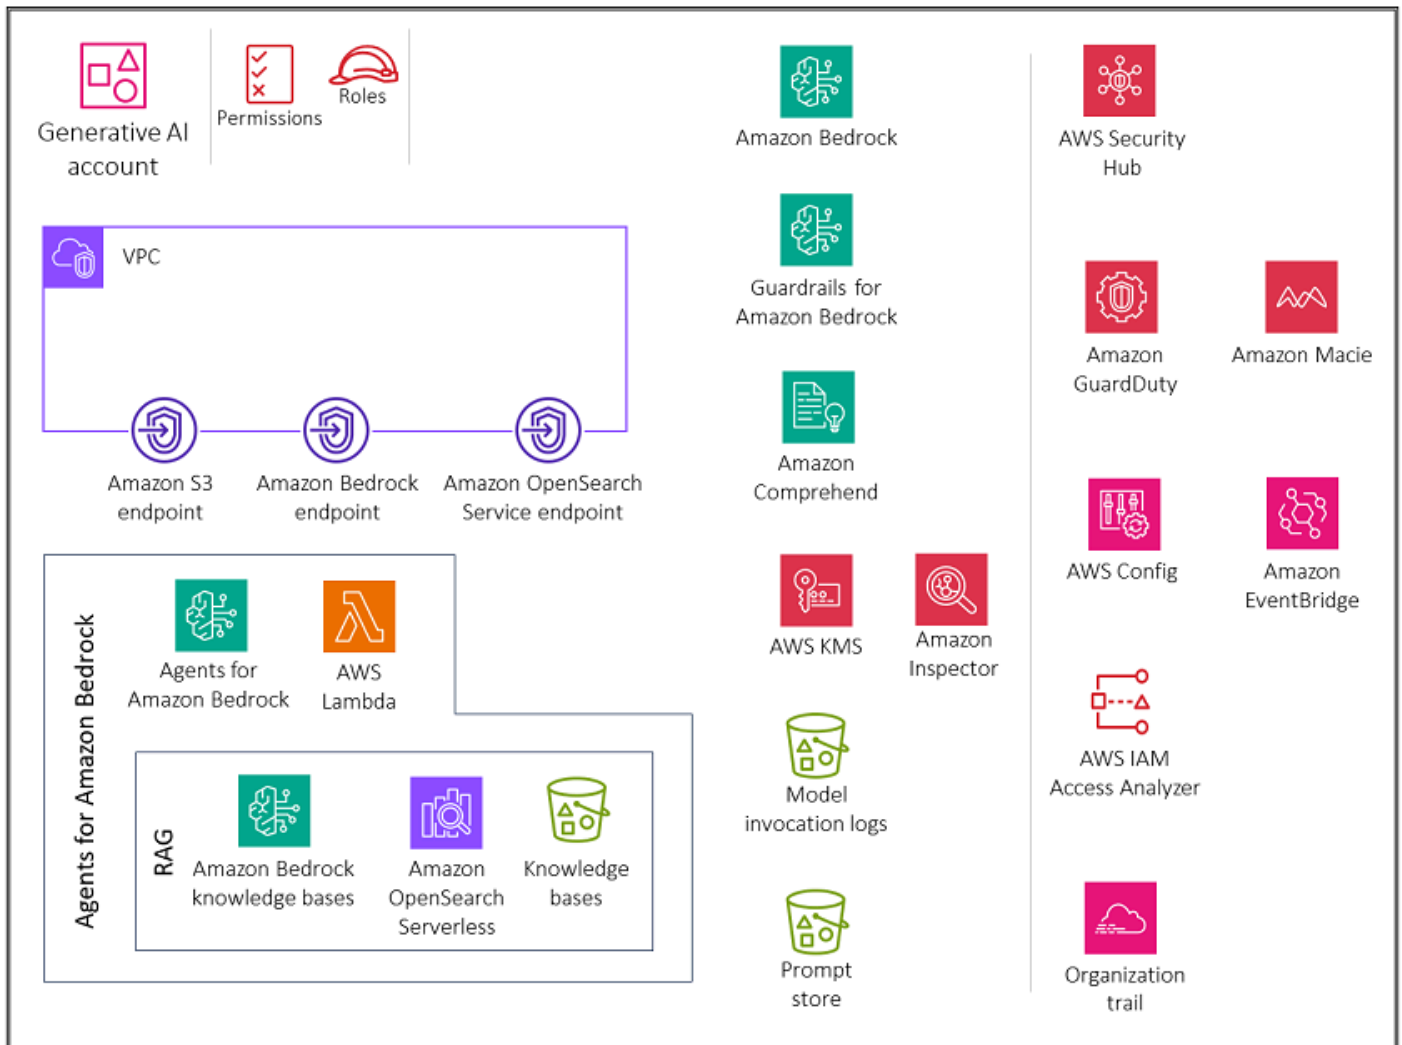 Generative AI
account
Permissions
Roles
VPC
Amazon S3
endpoint
Amazon Bedrock
endpoint
Amazon OpenSearch
Service endpoint
Agents for Amazon Bedrock
Agents for
Amazon Bedrock
AWS
Lambda
RAG
Amazon Bedrock
knowledge bases
Amazon
OpenSearch
Serverless
Knowledge
bases
Amazon Bedrock
Guardrails for
Amazon Bedrock
Amazon
Comprehend
AWS KMS
Amazon
Inspector
Model
invocation logs
Prompt
store
AWS Security
Hub
Amazon
GuardDuty
Amazon Macie
AWS Config
Amazon
EventBridge
AWS IAM
Access Analyzer
Organization
trail